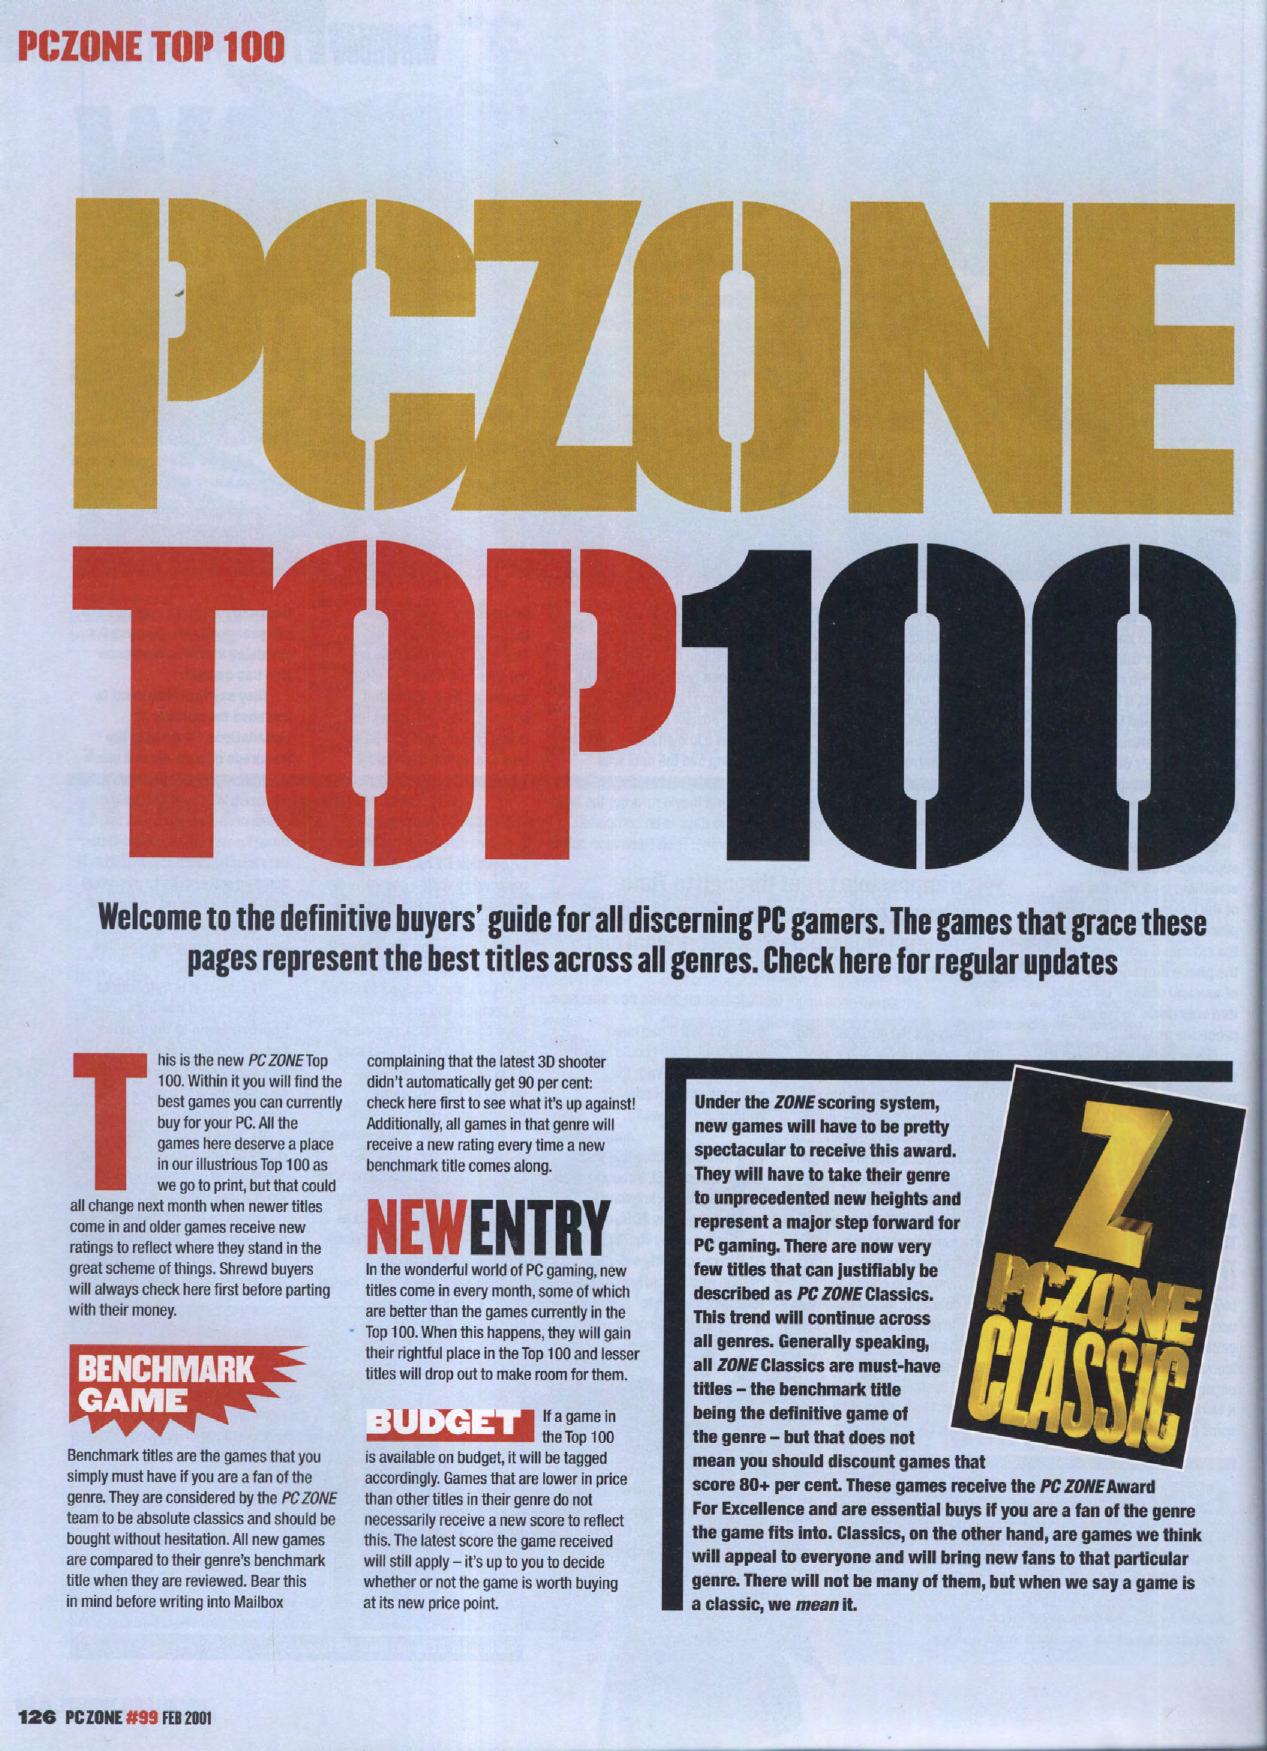 PCZONE TOP 100
PCZONE
TOP100
Welcome to the definitive buyers' guide for all discerning PC gamers. The games that grace these
pages represent the best titles across all genres. Check here for regular updates
This is the new PC ZONE Top
100. Within it you will find the
best games you can currently
buy for your PC. All the
games here deserve a place
in our illustrious Top 100 as
we go to print, but that could
all change next month when newer titles
come in and older games receive new
ratings to reflect where they stand in the
great scheme of things. Shrewd buyers
will always check here first before parting
with their money.
BENCHMARK
GAME
Benchmark titles are the games that you
simply must have if you are a fan of the
genre. They are considered by the PC ZONE
team to be absolute classics and should be
bought without hesitation. All new games
are compared to their genre's benchmark
title when they are reviewed. Bear this
in mind before writing into Mailbox
complaining that the latest 3D shooter
didn't automatically get 90 per cent:
check here first to see what it's up against!
Additionally, all games in that genre will
receive a new rating every time a new
benchmark title comes along.
NEWENTRY
In the wonderful world of PC gaming, new
titles come in every month, some of which
are better than the games currently in the
Top 100. When this happens, they will gain
their rightful place in the Top 100 and lesser
titles will drop out to make room for them.
BUDGET If a game in
the Top 100
is available on budget, it will be tagged
accordingly. Games that are lower in price
than other titles in their genre do not
necessarily receive a new score to reflect
this. The latest score the game received
will still apply – it's up to you to decide
whether or not the game is worth buying
at its new price point.
Under the ZONE scoring system,
new games will have to be pretty
spectacular to receive this award.
They will have to take their genre
to unprecedented new heights and
represent a major step forward for
PC gaming. There are now very
few titles that can justifiably be
described as PC ZONE Classics.
This trend will continue across
all genres. Generally speaking,
all ZONE Classics are must-have
titles – the benchmark title
being the definitive game of
the genre – but that does not
mean you should discount games that
score 80+ per cent. These games receive the PC ZONE Award
For Excellence and are essential buys if you are a fan of the genre
the game fits into. Classics, on the other hand, are games we think
will appeal to everyone and will bring new fans to that particular
genre. There will not be many of them, but when we say a game is
a classic, we mean it.
Z
PCZONE
CLASSIC
126 PCZONE #99 FEB 2001